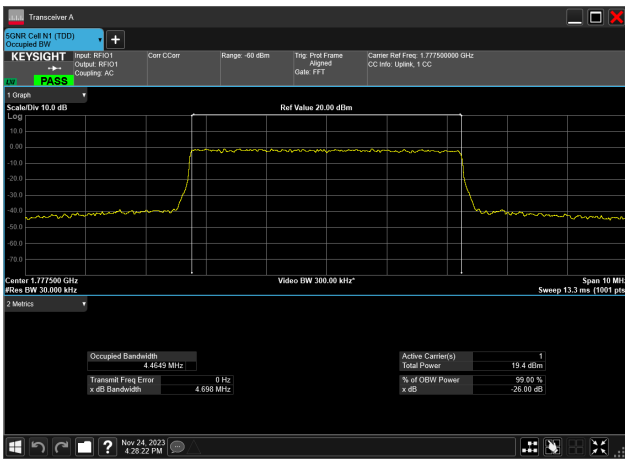 Transceiver A
5GNR Cell N1 (TDD)
Occupied BW
+
KEYSIGHT
PASS
Input: RFIO1
Output: RFIO1
Coupling: AC
Corr CCorr
Range: -60 dBm
Trig: Prot Frame
Aligned
Gate: FFT
Carrier Ref Freq: 1.777500000 GHz
CC Info: Uplink, 1 CC
1 Graph
Scale/Div 10.0 dB
Ref Value 20.00 dBm
Log
10.0
0.00
-10.0
-20.0
-30.0
-40.0
-50.0
-60.0
-70.0
Center 1.777500 GHz
Video BW 300.00 kHz*
Span 10 MHz
#Res BW 30.000 kHz
Sweep 13.3 ms (1001 pts
2 Metrics
Occupied Bandwidth
4.4649 MHz
Transmit Freq Error 0 Hz
x dB Bandwidth 4.698 MHz
Active Carrier(s) 1
Total Power 19.4 dBm
% of OBW Power 99.00 %
x dB -26.00 dB
?
Nov 24, 2023
4:28:22 PM